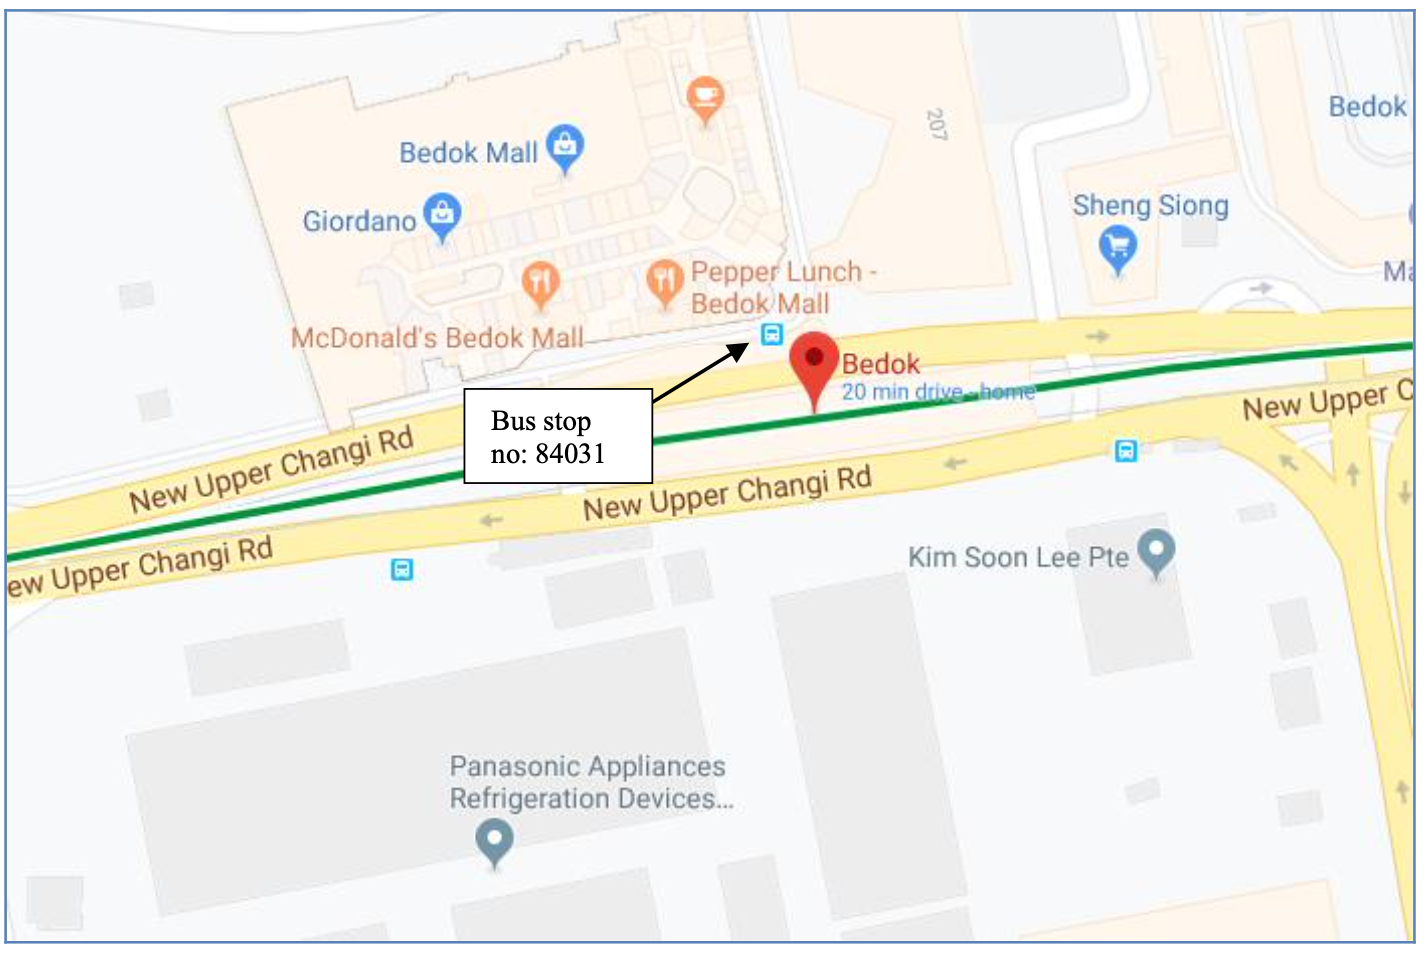 207
Bedok
Bedok Mall
Giordano
Sheng Siong
Pepper Lunch -
Bedok Mall
Ma
McDonald's Bedok Mall
Bedok
20 min drive - home
Bus stop
no: 84031
New Upper C
New Upper Changi Rd
New Upper Changi Rd
ew Upper Changi Rd
Kim Soon Lee Pte
Panasonic Appliances
Refrigeration Devices...